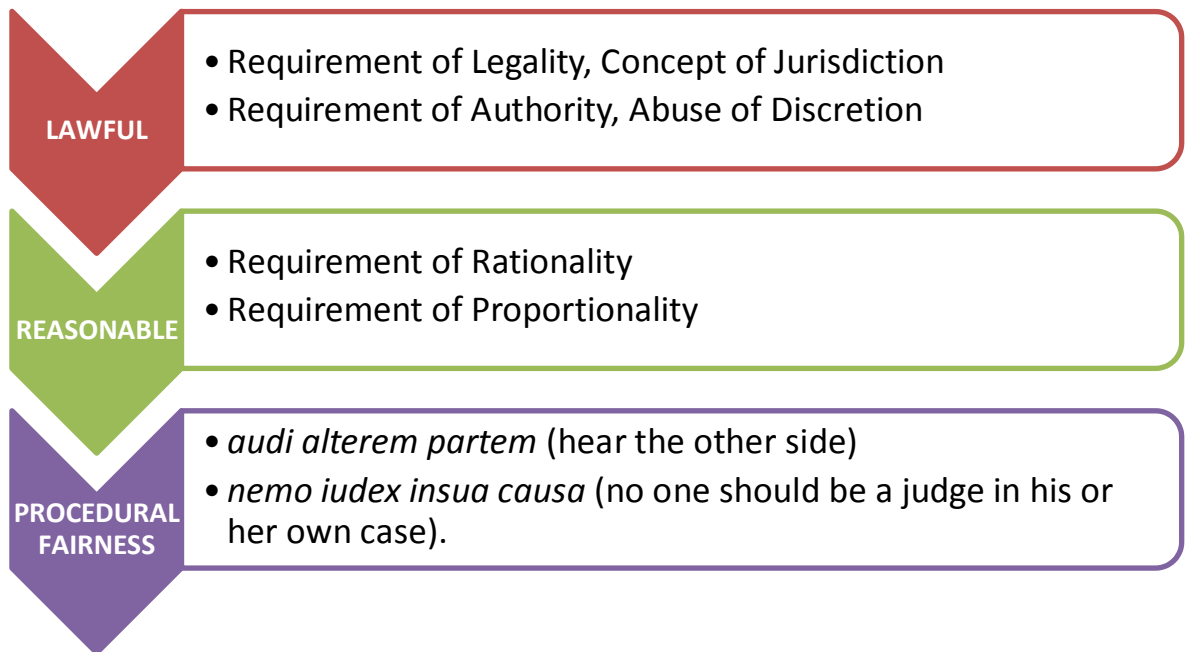 LAWFUL
• Requirement of Legality, Concept of Jurisdiction
• Requirement of Authority, Abuse of Discretion
REASONABLE
• Requirement of Rationality
• Requirement of Proportionality
PROCEDURAL
FAIRNESS
• audi alterem partem (hear the other side)
• nemo iudex insua causa (no one should be a judge in his or
her own case).